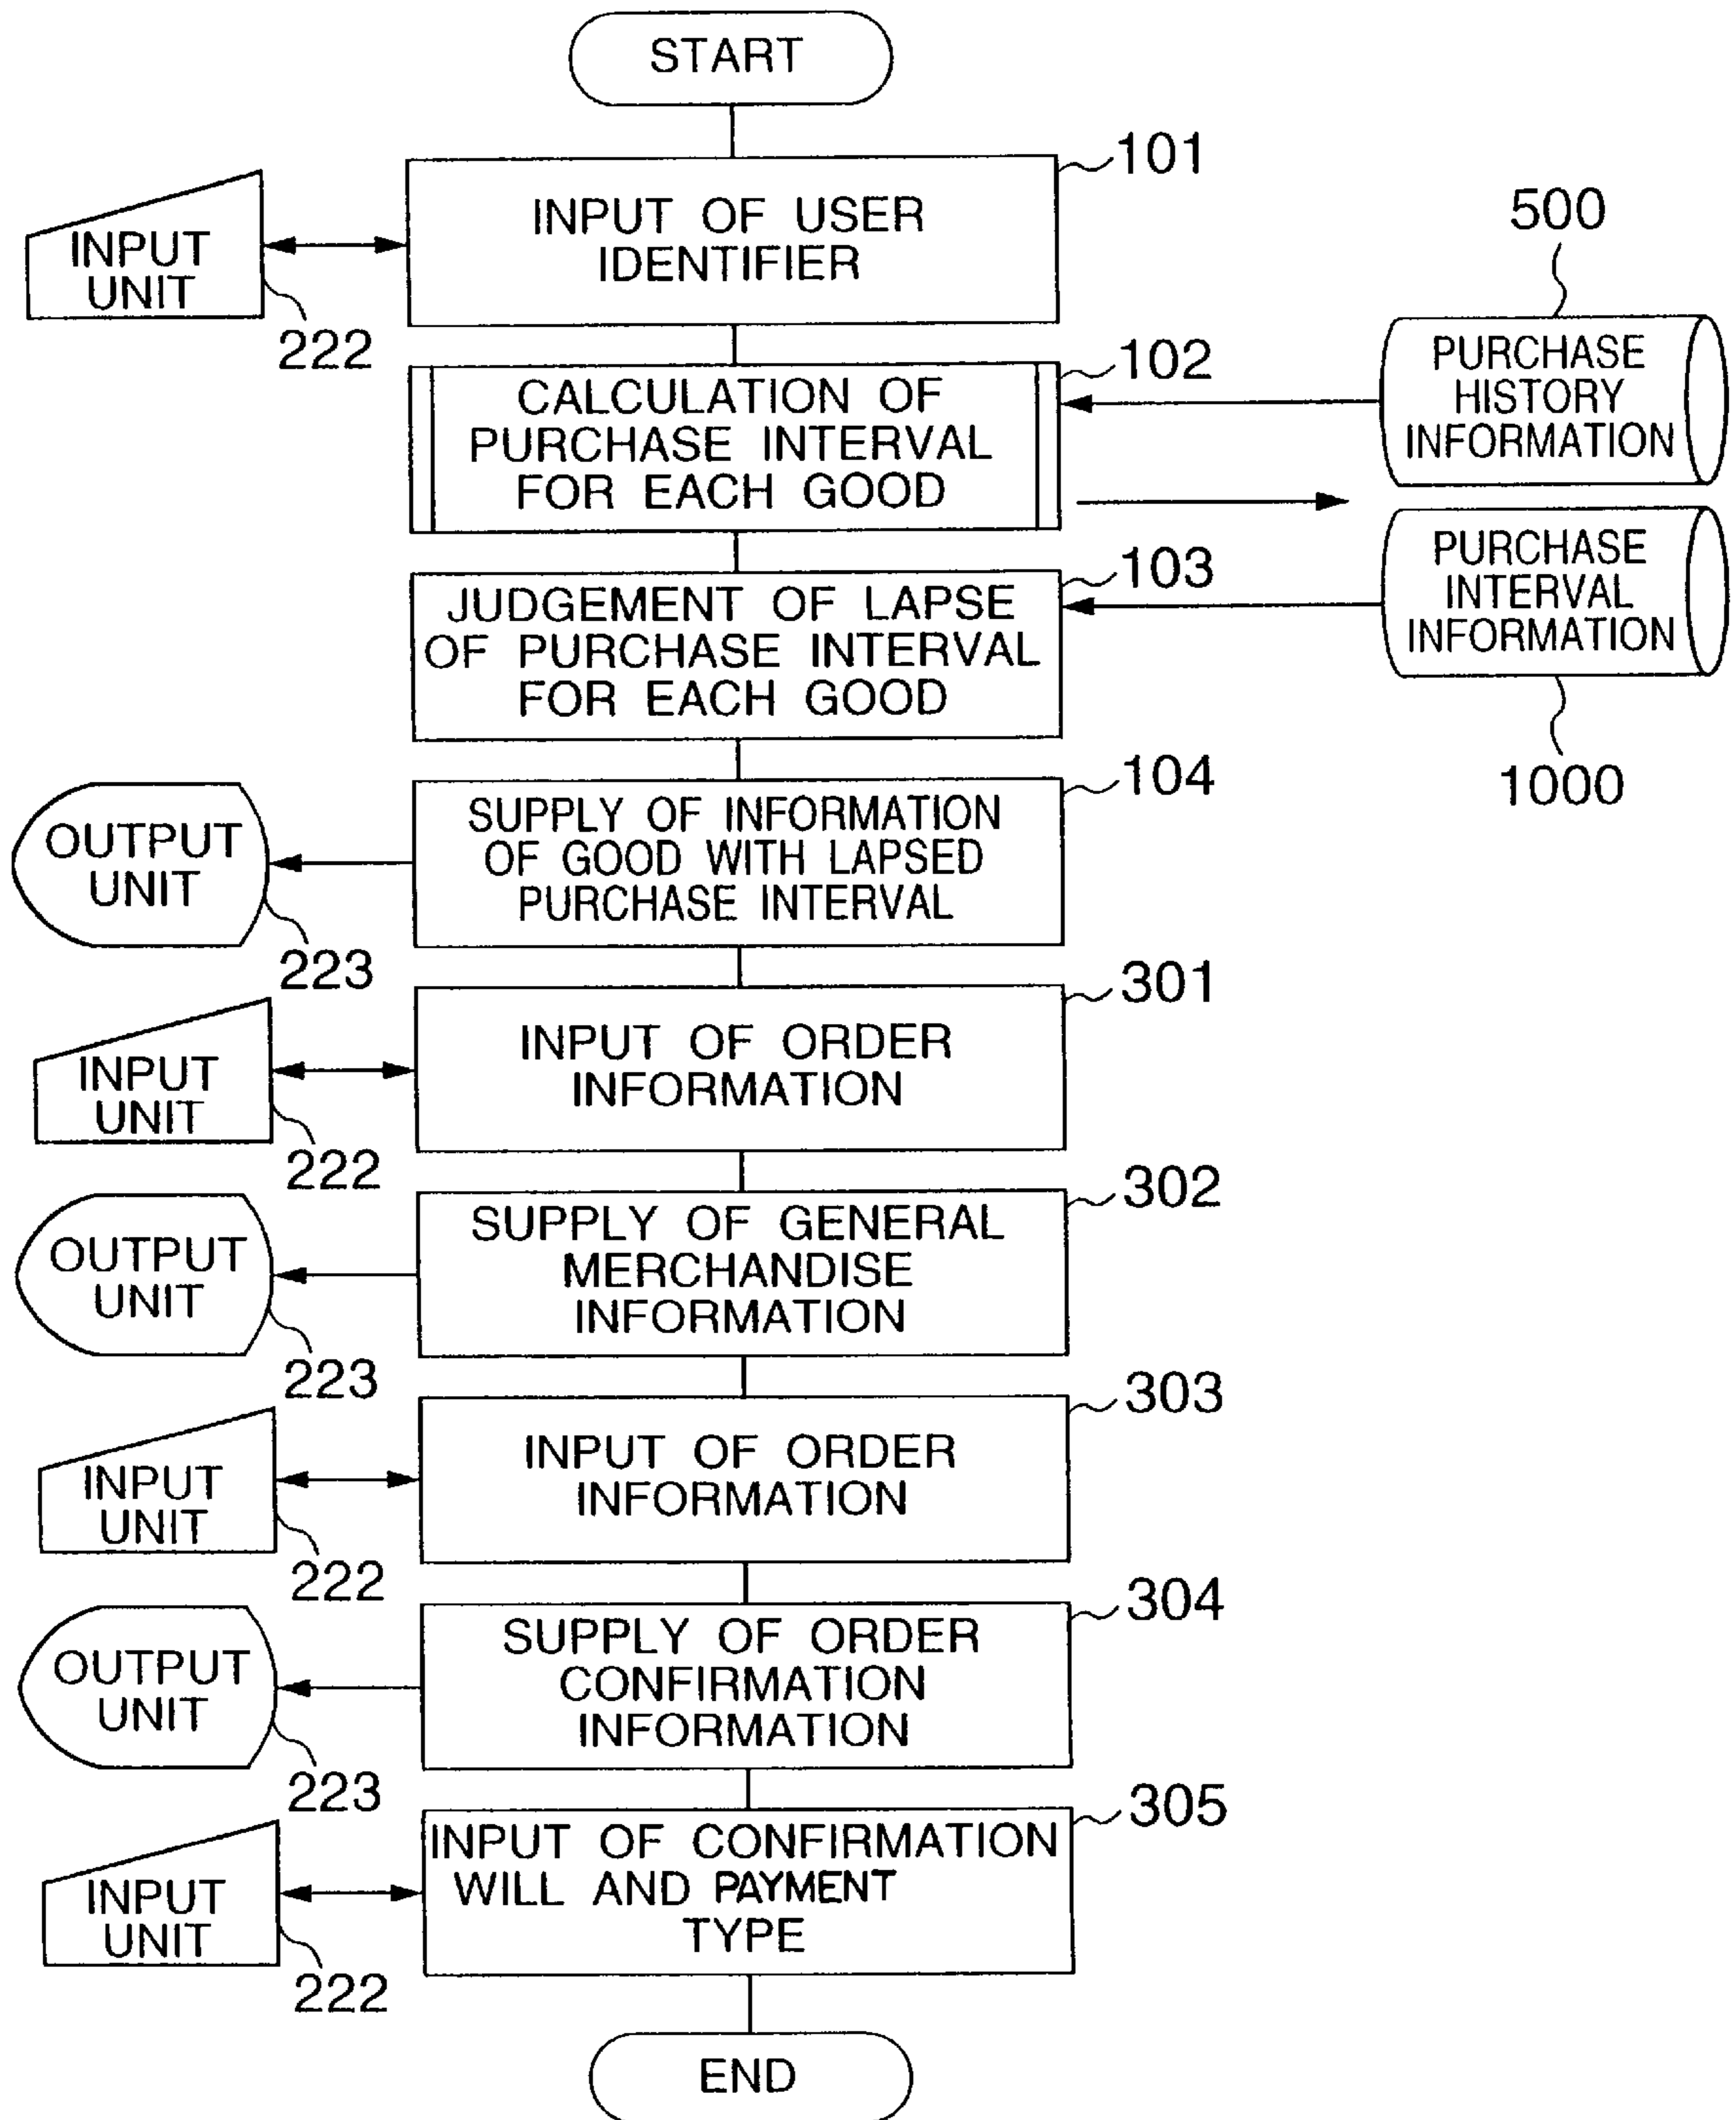 START
101
INPUT OF USER
IDENTIFIER
INPUT
UNIT
222
500
PURCHASE
HISTORY
INFORMATION
102
CALCULATION OF
PURCHASE INTERVAL
FOR EACH GOOD
PURCHASE
INTERVAL
INFORMATION
1000
103
JUDGEMENT OF LAPSE
OF PURCHASE INTERVAL
FOR EACH GOOD
104
SUPPLY OF INFORMATION
OF GOOD WITH LAPSED
PURCHASE INTERVAL
OUTPUT
UNIT
223
301
INPUT OF ORDER
INFORMATION
INPUT
UNIT
222
302
SUPPLY OF GENERAL
MERCHANDISE
INFORMATION
OUTPUT
UNIT
223
303
INPUT OF ORDER
INFORMATION
INPUT
UNIT
222
304
SUPPLY OF ORDER
CONFIRMATION
INFORMATION
OUTPUT
UNIT
223
305
INPUT OF CONFIRMATION
WILL AND PAYMENT
TYPE
INPUT
UNIT
222
END